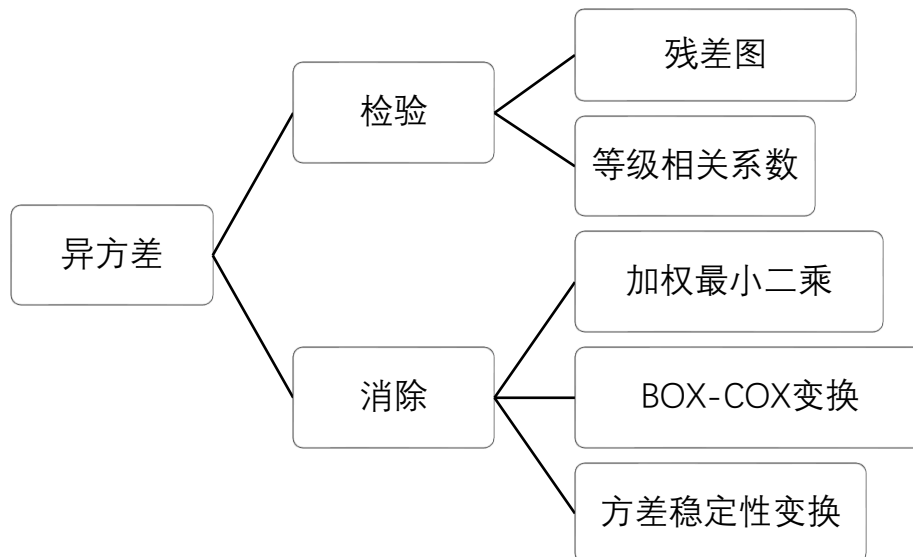 异方差
检验
残差图
等级相关系数
消除
加权最小二乘
BOX-COX变换
方差稳定性变换